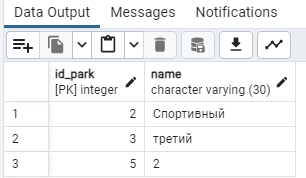 Data Output Messages Notifications
id_park name
[PK] integer character varying (30)
1 2 Спортивный
2 3 третий
3 5 2